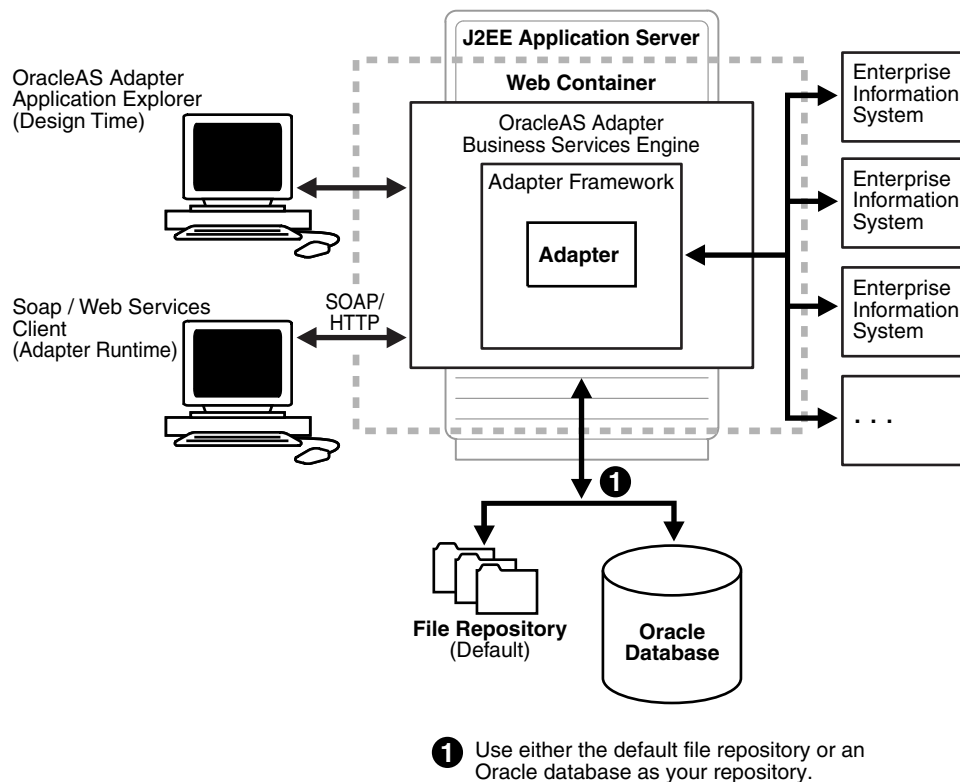 J2EE Application Server
Web Container
OracleAS Adapter
Application Explorer
(Design Time)
OracleAS Adapter
Business Services Engine
Adapter Framework
Adapter
Enterprise
Information
System
Enterprise
Information
System
Enterprise
Information
System
. . .
Soap / Web Services
Client
(Adapter Runtime)
SOAP/
HTTP
1
File Repository
(Default)
Oracle
Database
1 Use either the default file repository or an
Oracle database as your repository.